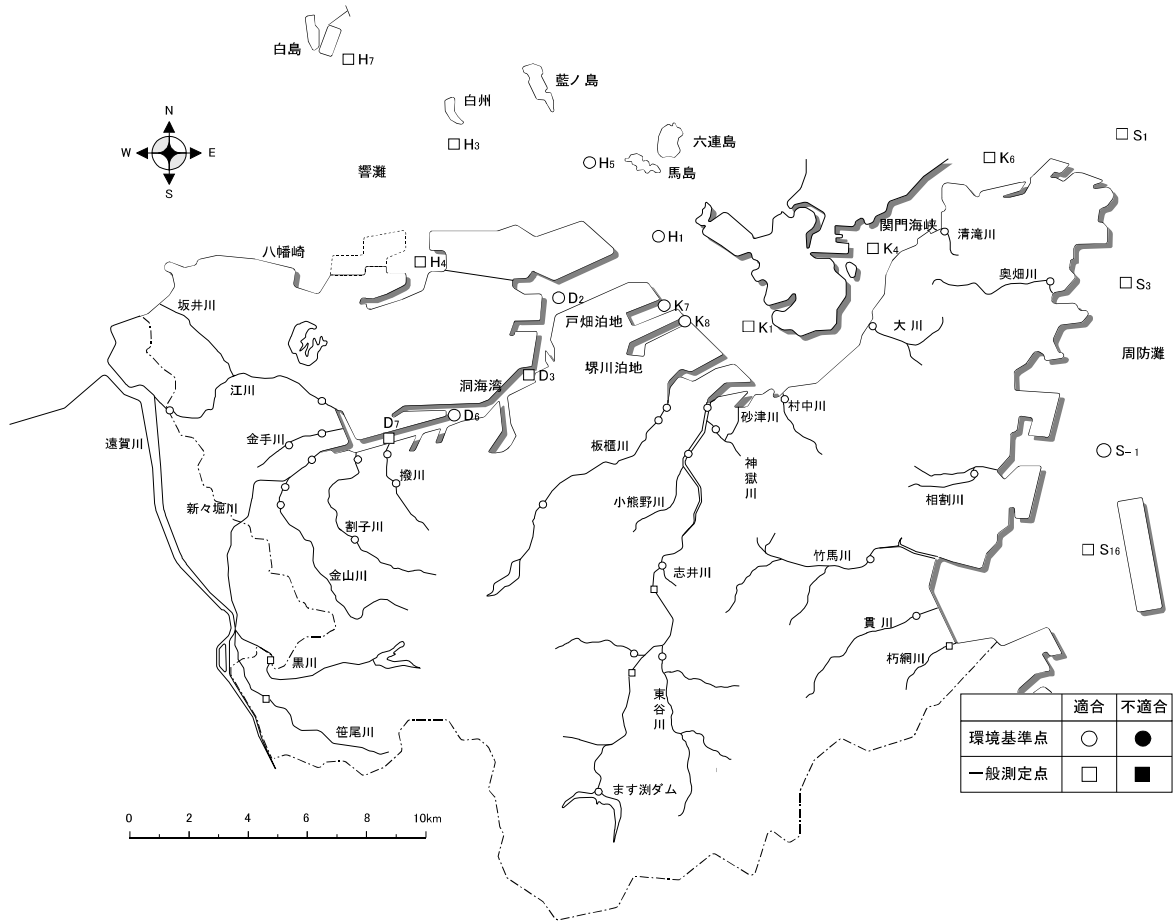 白島
H7
藍ノ島
白州
H3
N
W
E
S
響灘
六連島
馬島
H5
K6
S1
H1
関門海峡
K4
清滝川
八幡崎
H4
奥畑川
S3
坂井川
D2
K7
戸畑泊地
K8
K1
大川
周防灘
堺川泊地
洞海湾
D3
江川
D6
村中川
砂津川
遠賀川
金手川
D7
板櫃川
撥川
神嶽川
S-1
小熊野川
相割川
新々堀川
割子川
S16
竹馬川
志井川
金山川
貫川
黒川
朽網川
東谷川
笹尾川
ます渕ダム
適合 不適合
環境基準点 ○ ●
一般測定点 □ ■
0 2 4 6 8 10km